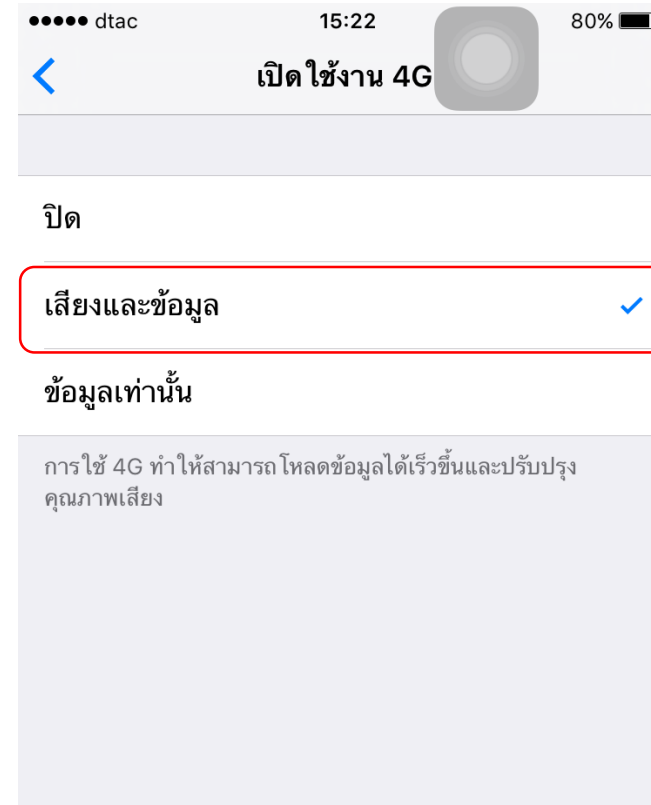 dtac 15:22 80%
เปิดใช้งาน 4G
ปิด
เสียงและข้อมูล
ข้อมูลเท่านั้น
การใช้ 4G ทำให้สามารถโหลดข้อมูลได้เร็วขึ้นและปรับปรุง
คุณภาพเสียง